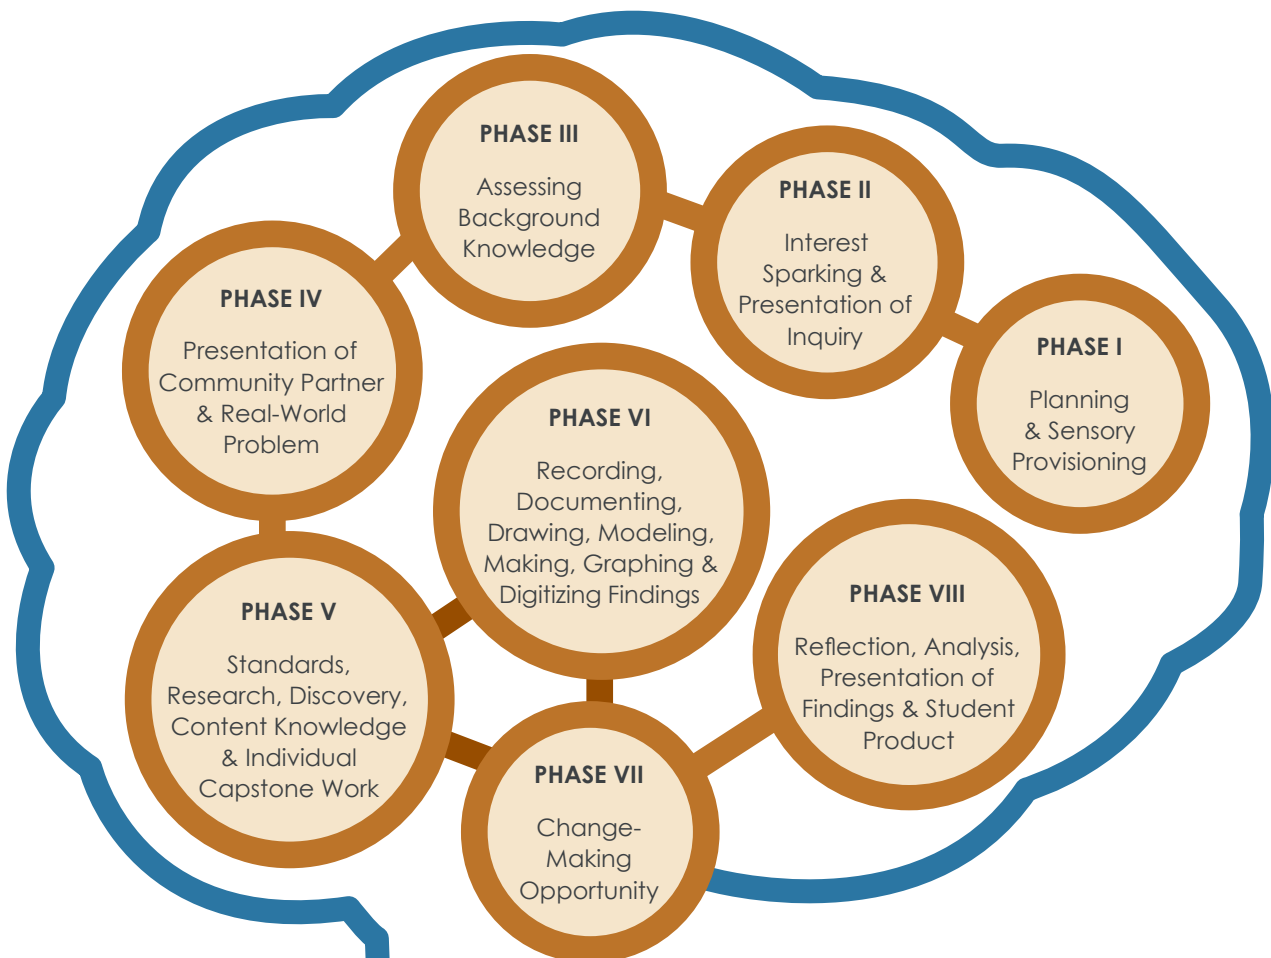 PHASE I
Planning
& Sensory
Provisioning
PHASE II
Interest
Sparking &
Presentation of
Inquiry
PHASE III
Assessing
Background
Knowledge
PHASE IV
Presentation of
Community Partner
& Real-World
Problem
PHASE V
Standards,
Research, Discovery,
Content Knowledge
& Individual
Capstone Work
PHASE VI
Recording,
Documenting,
Drawing, Modeling,
Making, Graphing &
Digitizing Findings
PHASE VII
Change-
Making
Opportunity
PHASE VIII
Reflection, Analysis,
Presentation of
Findings & Student
Product